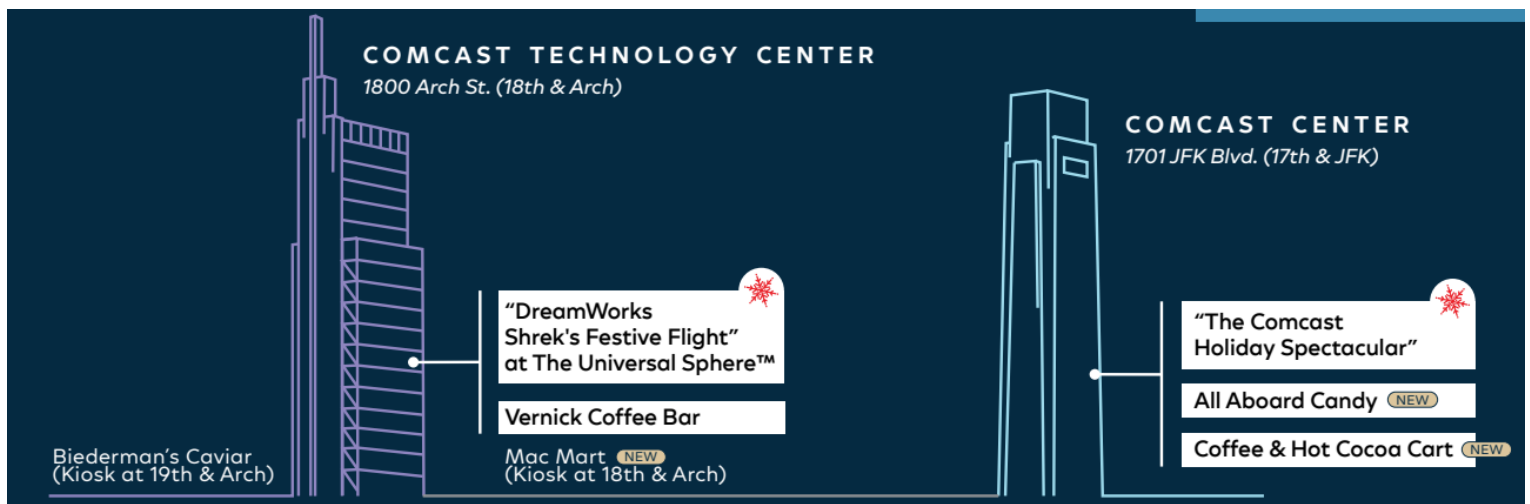 COMCAST TECHNOLOGY CENTER
1800 Arch St. (18th & Arch)
COMCAST CENTER
1701 JFK Blvd. (17th & JFK)
“DreamWorks
Shrek's Festive Flight”
at The Universal Sphere™
Vernick Coffee Bar
Biederman’s Caviar
(Kiosk at 19th & Arch)
Mac Mart NEW
(Kiosk at 18th & Arch)
“The Comcast
Holiday Spectacular”
All Aboard Candy NEW
Coffee & Hot Cocoa Cart NEW